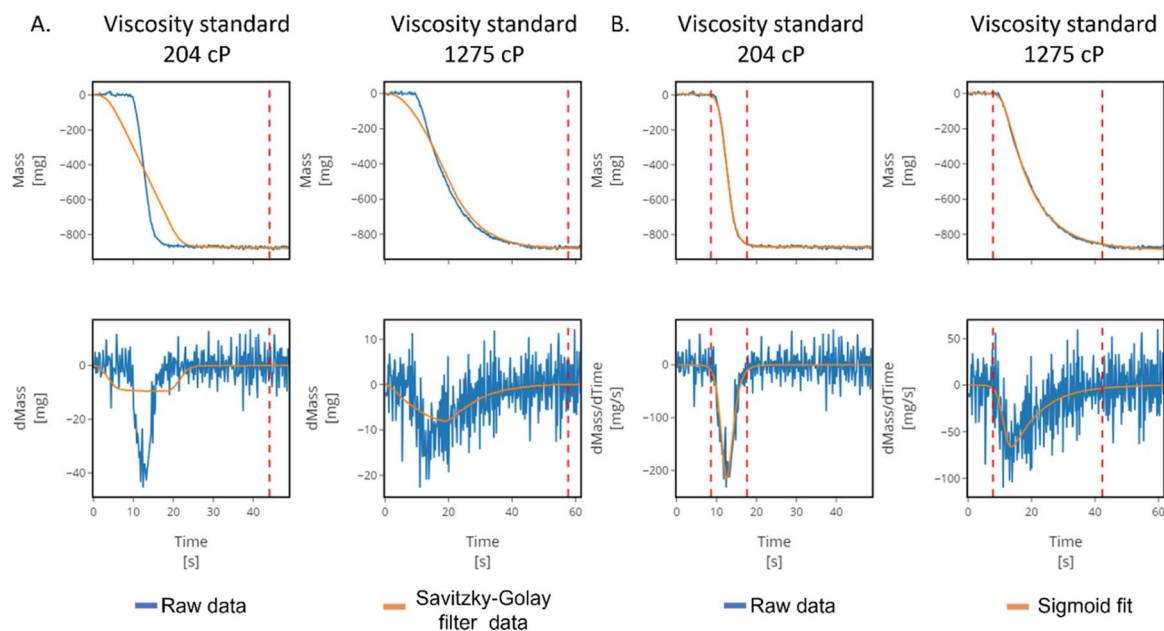 A.
Viscosity standard
204 cP
Viscosity standard
1275 cP
B.
Viscosity standard
204 cP
Viscosity standard
1275 cP
Mass
[mg]
0
−200
−400
−600
−800
Mass
[mg]
0
−200
−400
−600
−800
Mass
[mg]
0
−200
−400
−600
−800
Mass
[mg]
0
−200
−400
−600
−800
dMass
[mg]
0
−20
−40
0 20 40
Time
[s]
dMass
[mg]
10
0
−10
−20
0 20 40 60
Time
[s]
dMass/dTime
[mg/s]
0
−100
−200
0 10 20 30 40
Time
[s]
dMass/dTime
[mg/s]
50
0
−50
−100
0 20 40 60
Time
[s]
Raw data
Savitzky-Golay
filter data
Raw data
Sigmoid fit